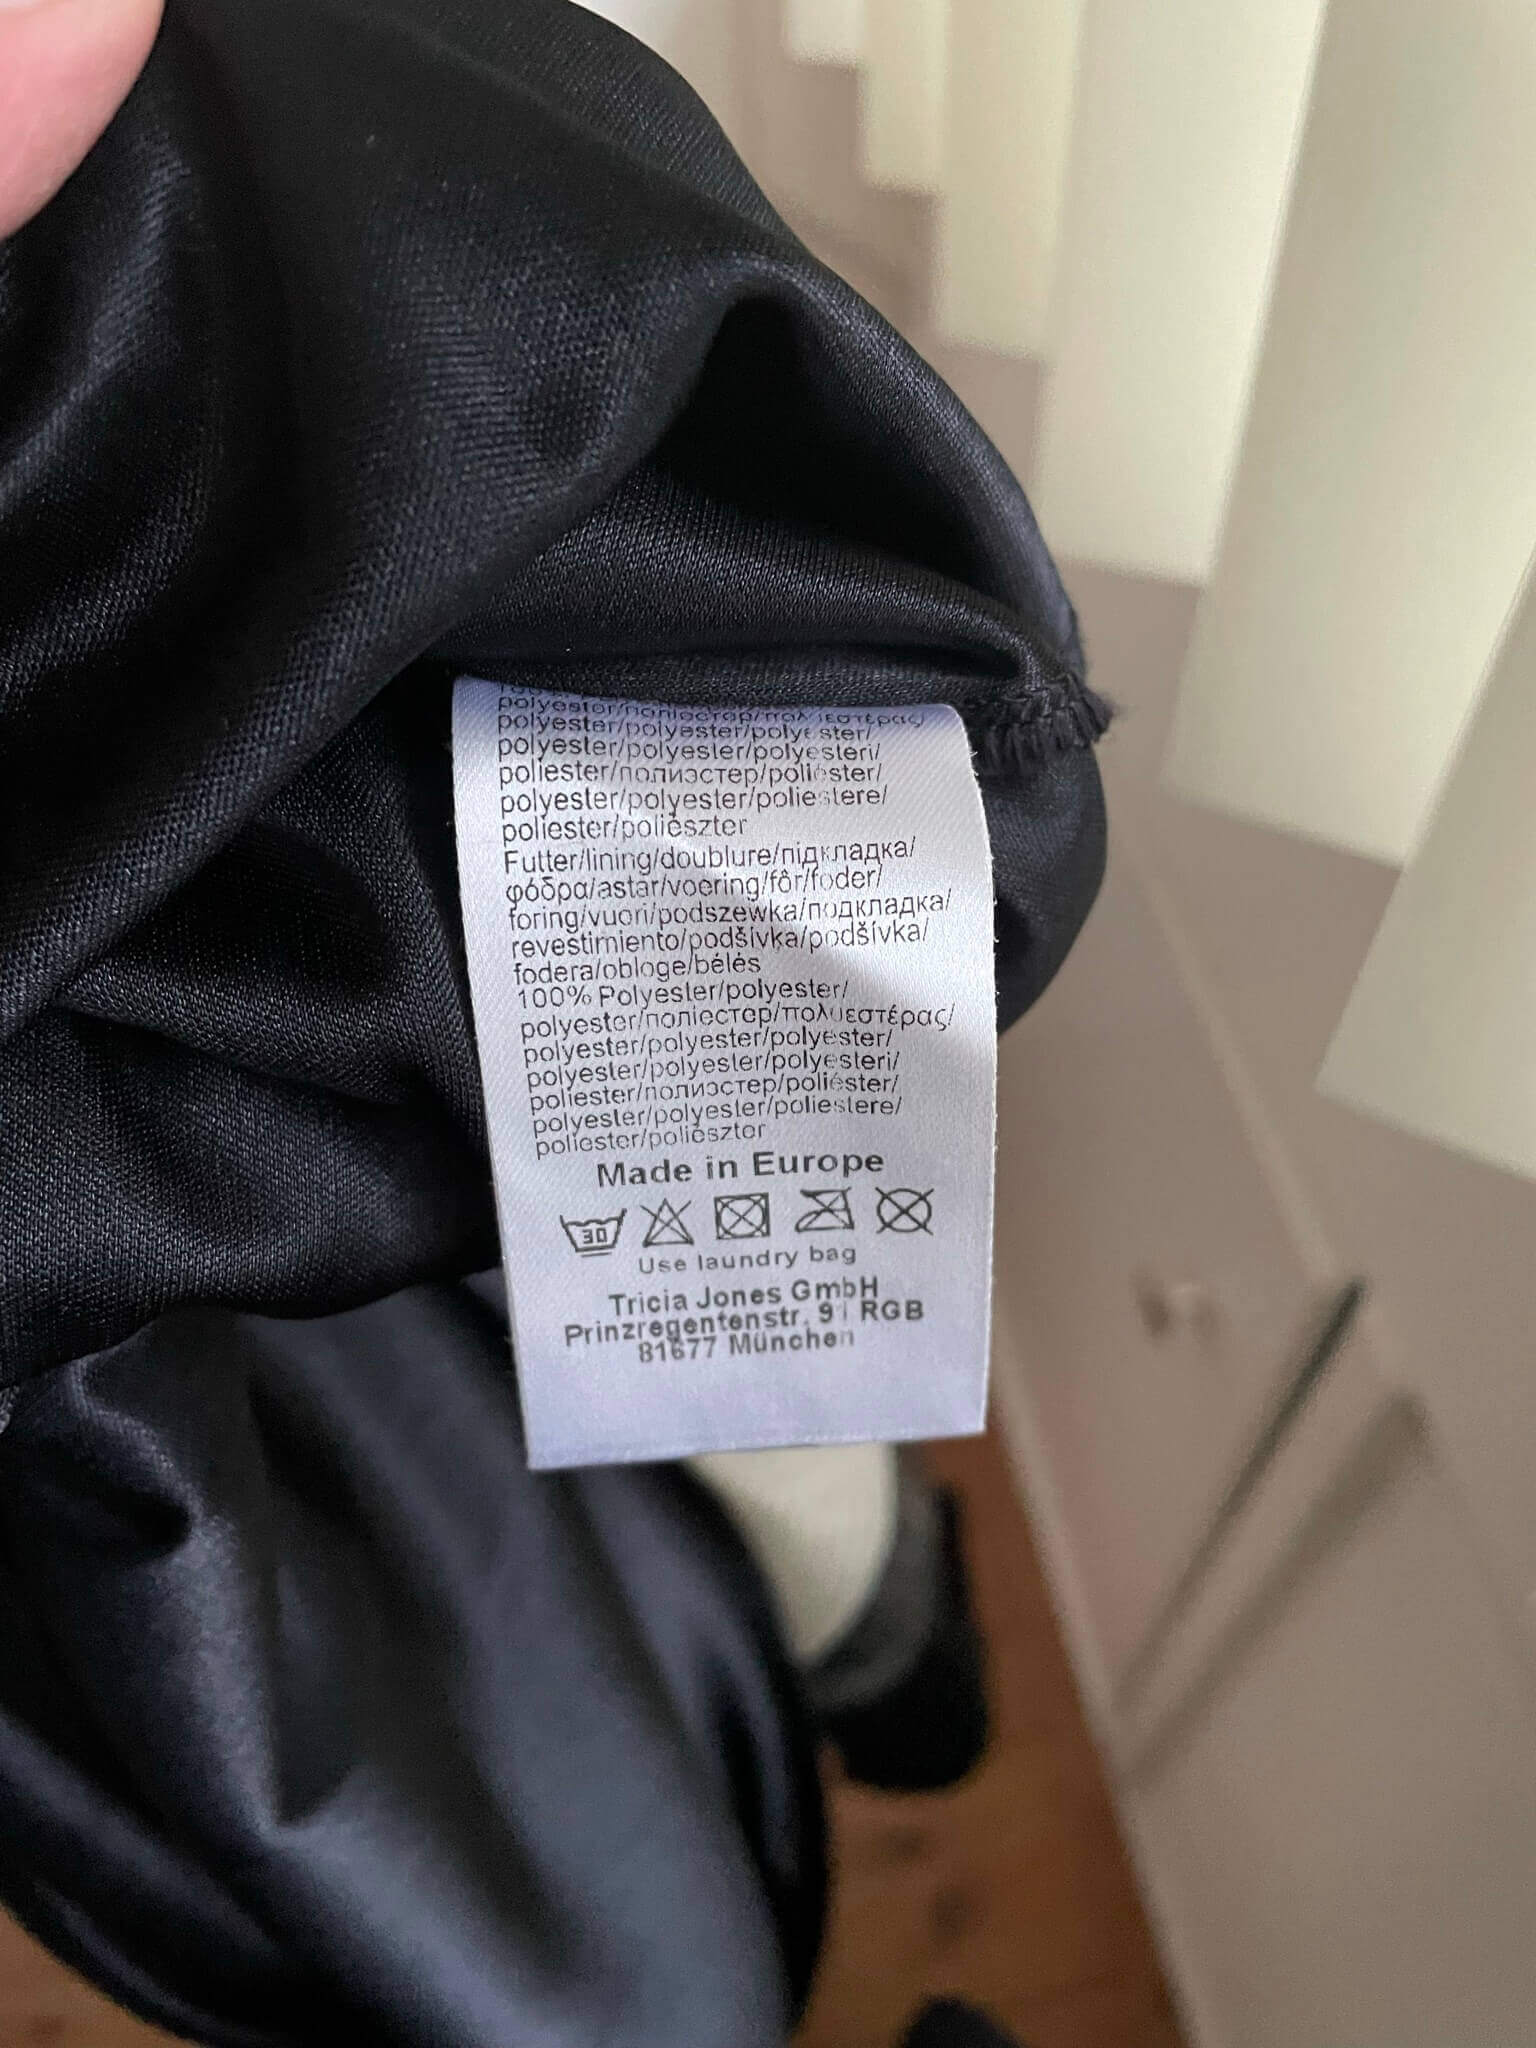 polyester/поліестер/πολυεστέρας/
polyester/polyester/polyester/
polyester/polyester/polyesteri/
poliester/полиэстер/poliéster/
polyester/polyester/poliestere/
poliester/poliészter
Futter/lining/doublure/підкладка/
φόδρα/astar/voering/fôr/foder/
foring/vuori/podszewka/подкладка/
revestimiento/podšívka/podšívka/
fodera/obloge/bélés
100% Polyester/polyester/
polyester/поліестер/πολυεστέρας/
polyester/polyester/polyester/
polyester/polyester/polyesteri/
poliester/полиэстер/poliéster/
polyester/polyester/poliestere/
poliester/poliészter
Made in Europe
30
Use laundry bag
Tricia Jones GmbH
Prinzregentenstr. RGB
81677 München